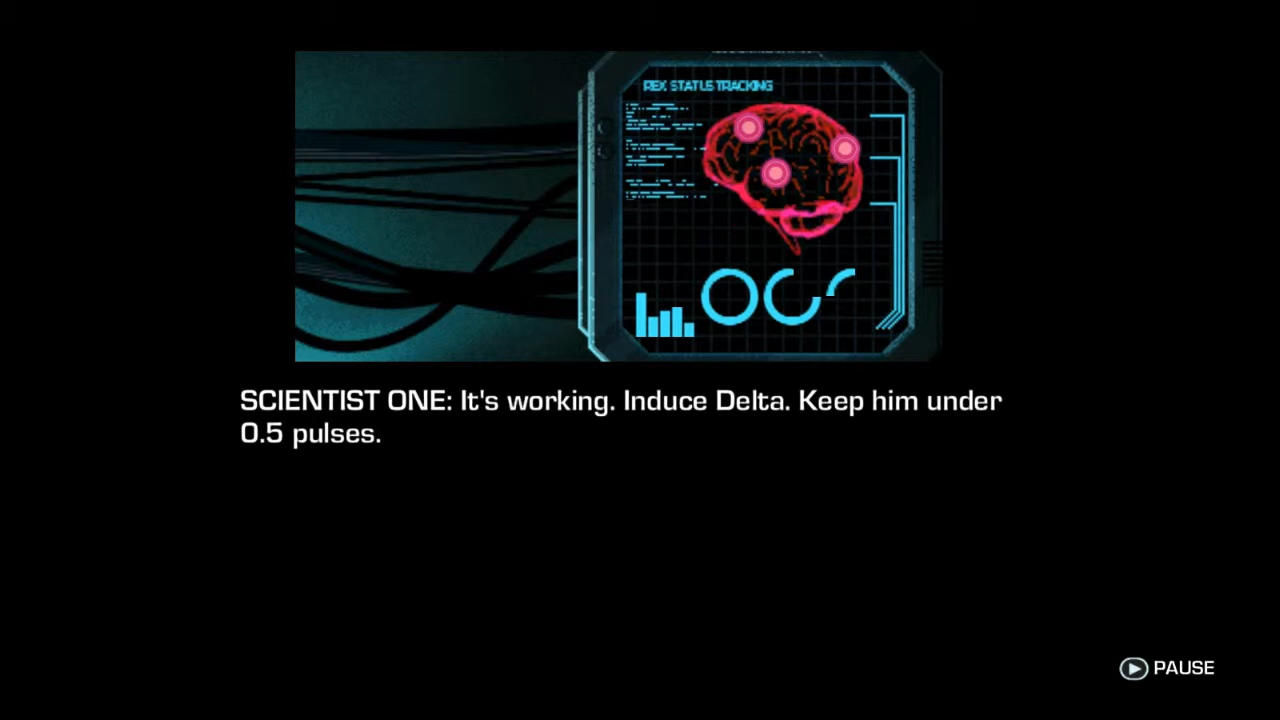 REX STATUS TRACKING
SCIENTIST ONE: It's working. Induce Delta. Keep him under
0.5 pulses.
PAUSE